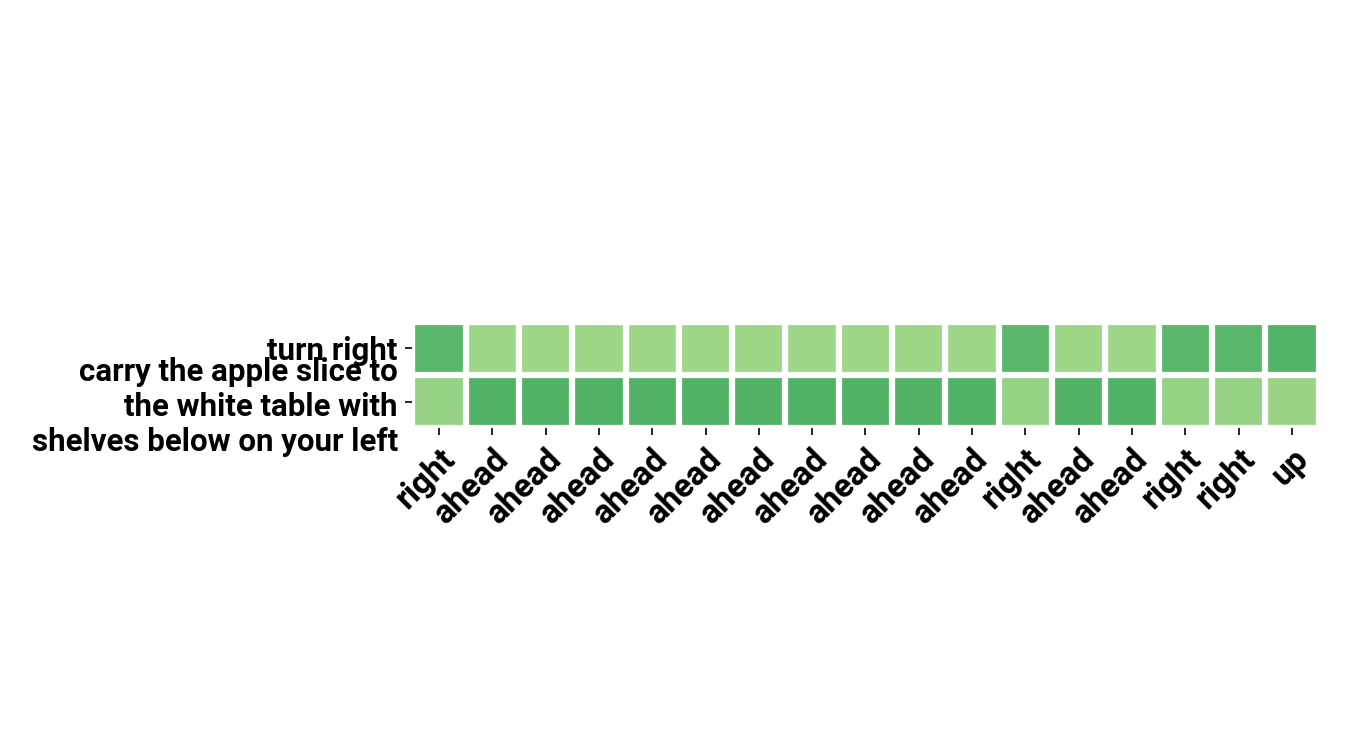 turn right
carry the apple slice to
the white table with
shelves below on your left
right
ahead
ahead
ahead
ahead
ahead
ahead
ahead
ahead
ahead
ahead
right
ahead
ahead
right
right
up